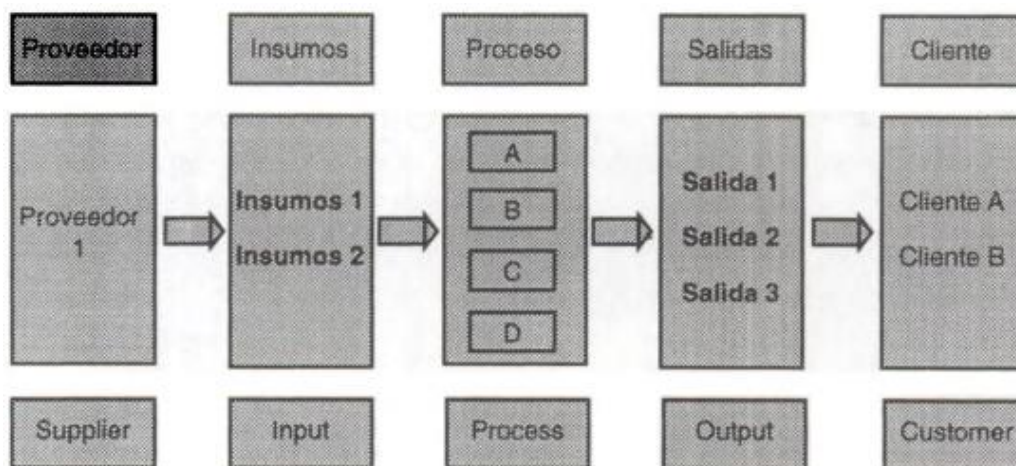 Proveedor
Insumos
Proceso
Salidas
Cliente
Proveedor
1
Insumos 1
Insumos 2
A
B
C
D
Salida 1
Salida 2
Salida 3
Cliente A
Cliente B
Supplier
Input
Process
Output
Customer